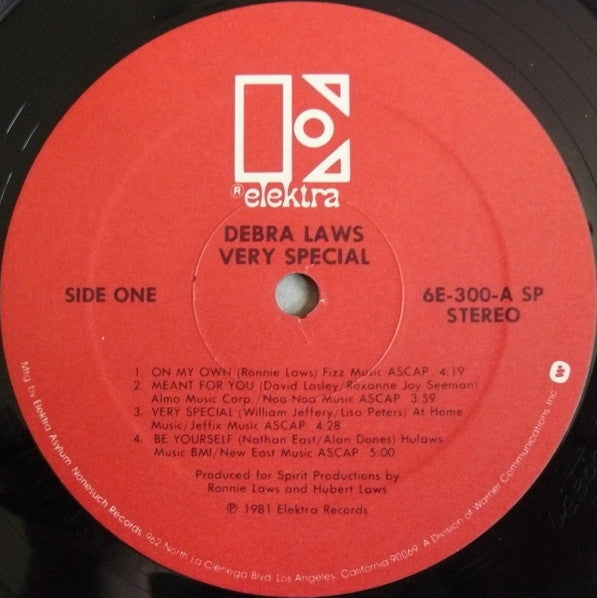 ® elektra
DEBRA LAWS
VERY SPECIAL
SIDE ONE
6E-300-A SP
STEREO
1. ON MY OWN (Ronnie Laws) Fizz Music ASCAP 4:19
2. MEANT FOR YOU (David Lasley/Roxanne Joy Seeman)
Almo Music Corp./Noa Noa Music ASCAP 3:59
3. VERY SPECIAL (William Jeffery/Lisa Peters) At Home
Music/Jeffix Music ASCAP 4:28
4. BE YOURSELF (Nathan East/Alan Dones) Hulaws
Music BMI/New East Music ASCAP 5:00
Produced for Spirit Productions by
Ronnie Laws and Hubert Laws
℗ 1981 Elektra Records
Mfg. by Elektra Asylum Nonesuch Records, 962 North La Cienega Blvd. Los Angeles, California 90069. A Division of Warner Communications Inc.